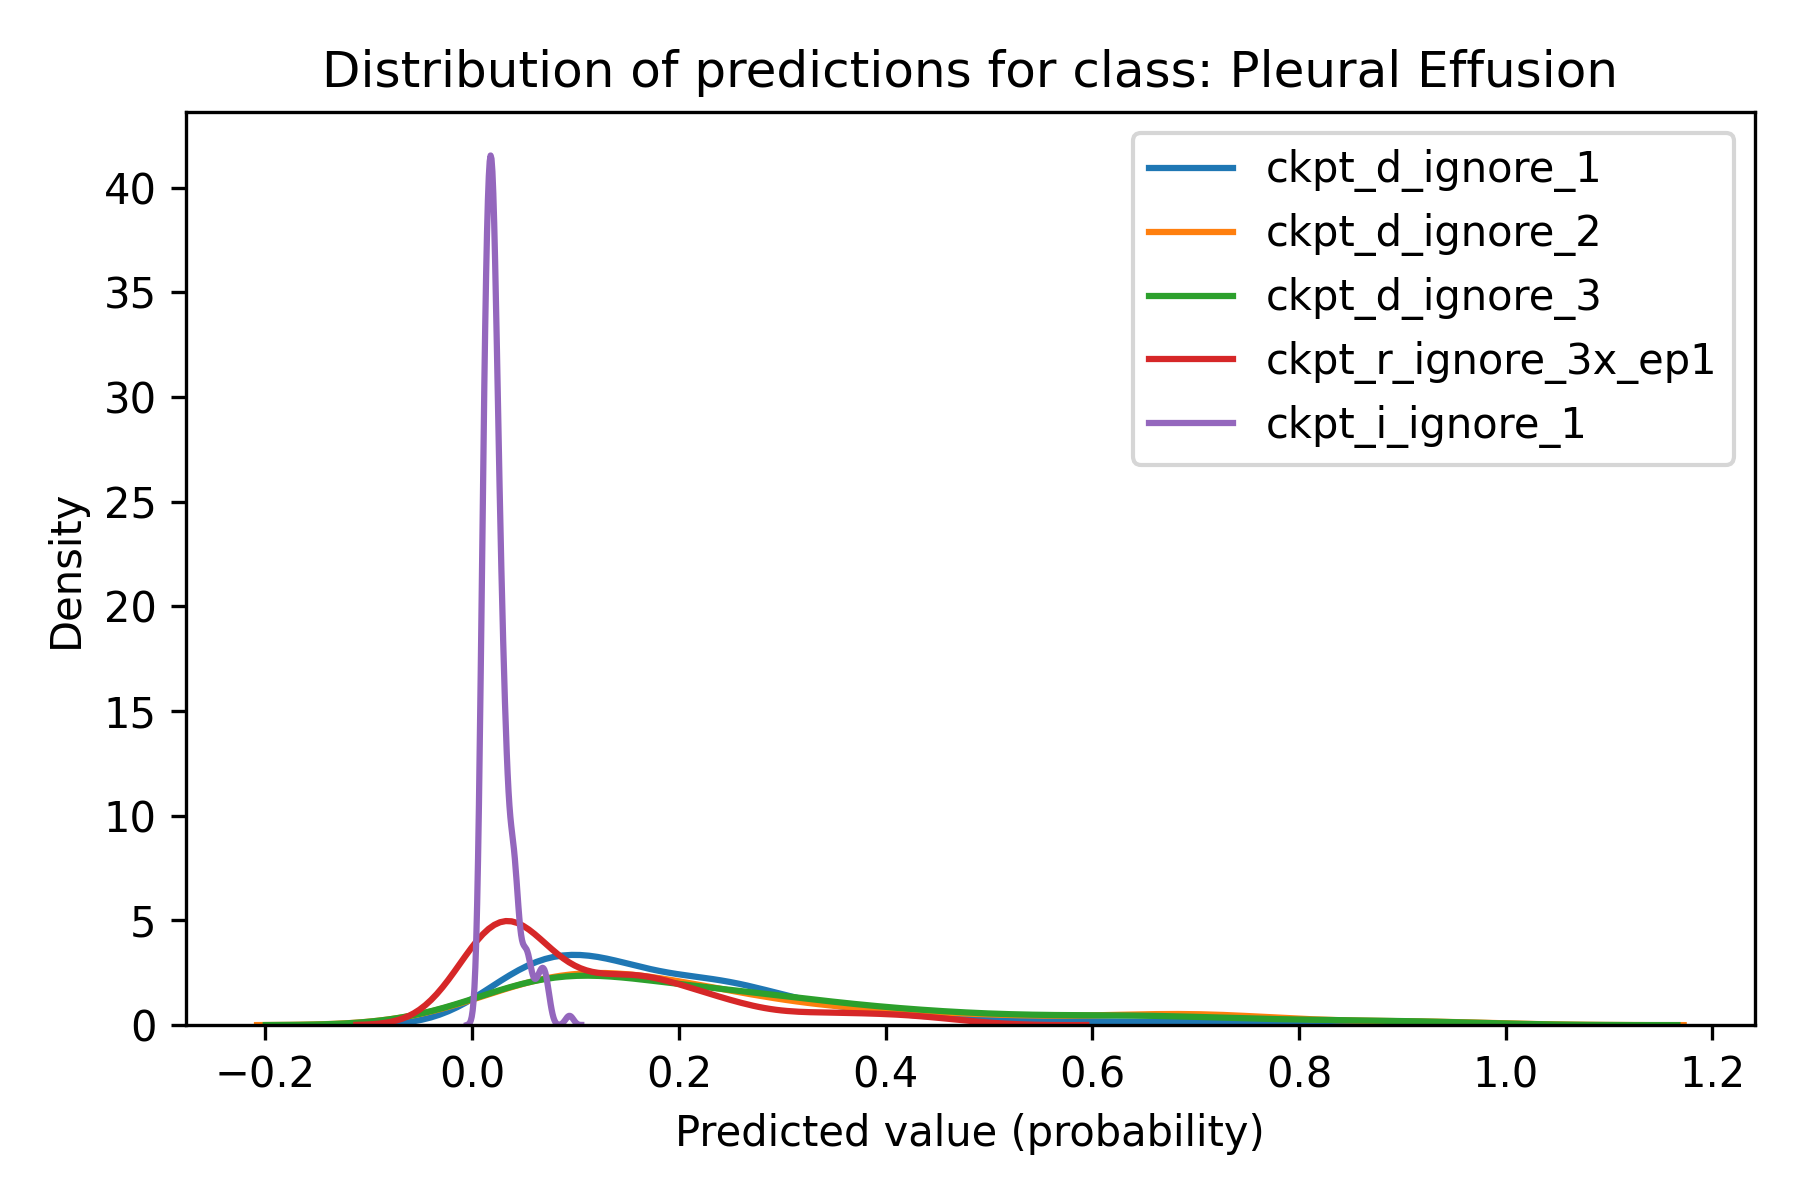 Distribution of predictions for class: Pleural Effusion
ckpt_d_ignore_1
ckpt_d_ignore_2
ckpt_d_ignore_3
ckpt_r_ignore_3x_ep1
ckpt_i_ignore_1
Density
40
35
30
25
20
15
10
5
0
−0.2 0.0 0.2 0.4 0.6 0.8 1.0 1.2
Predicted value (probability)